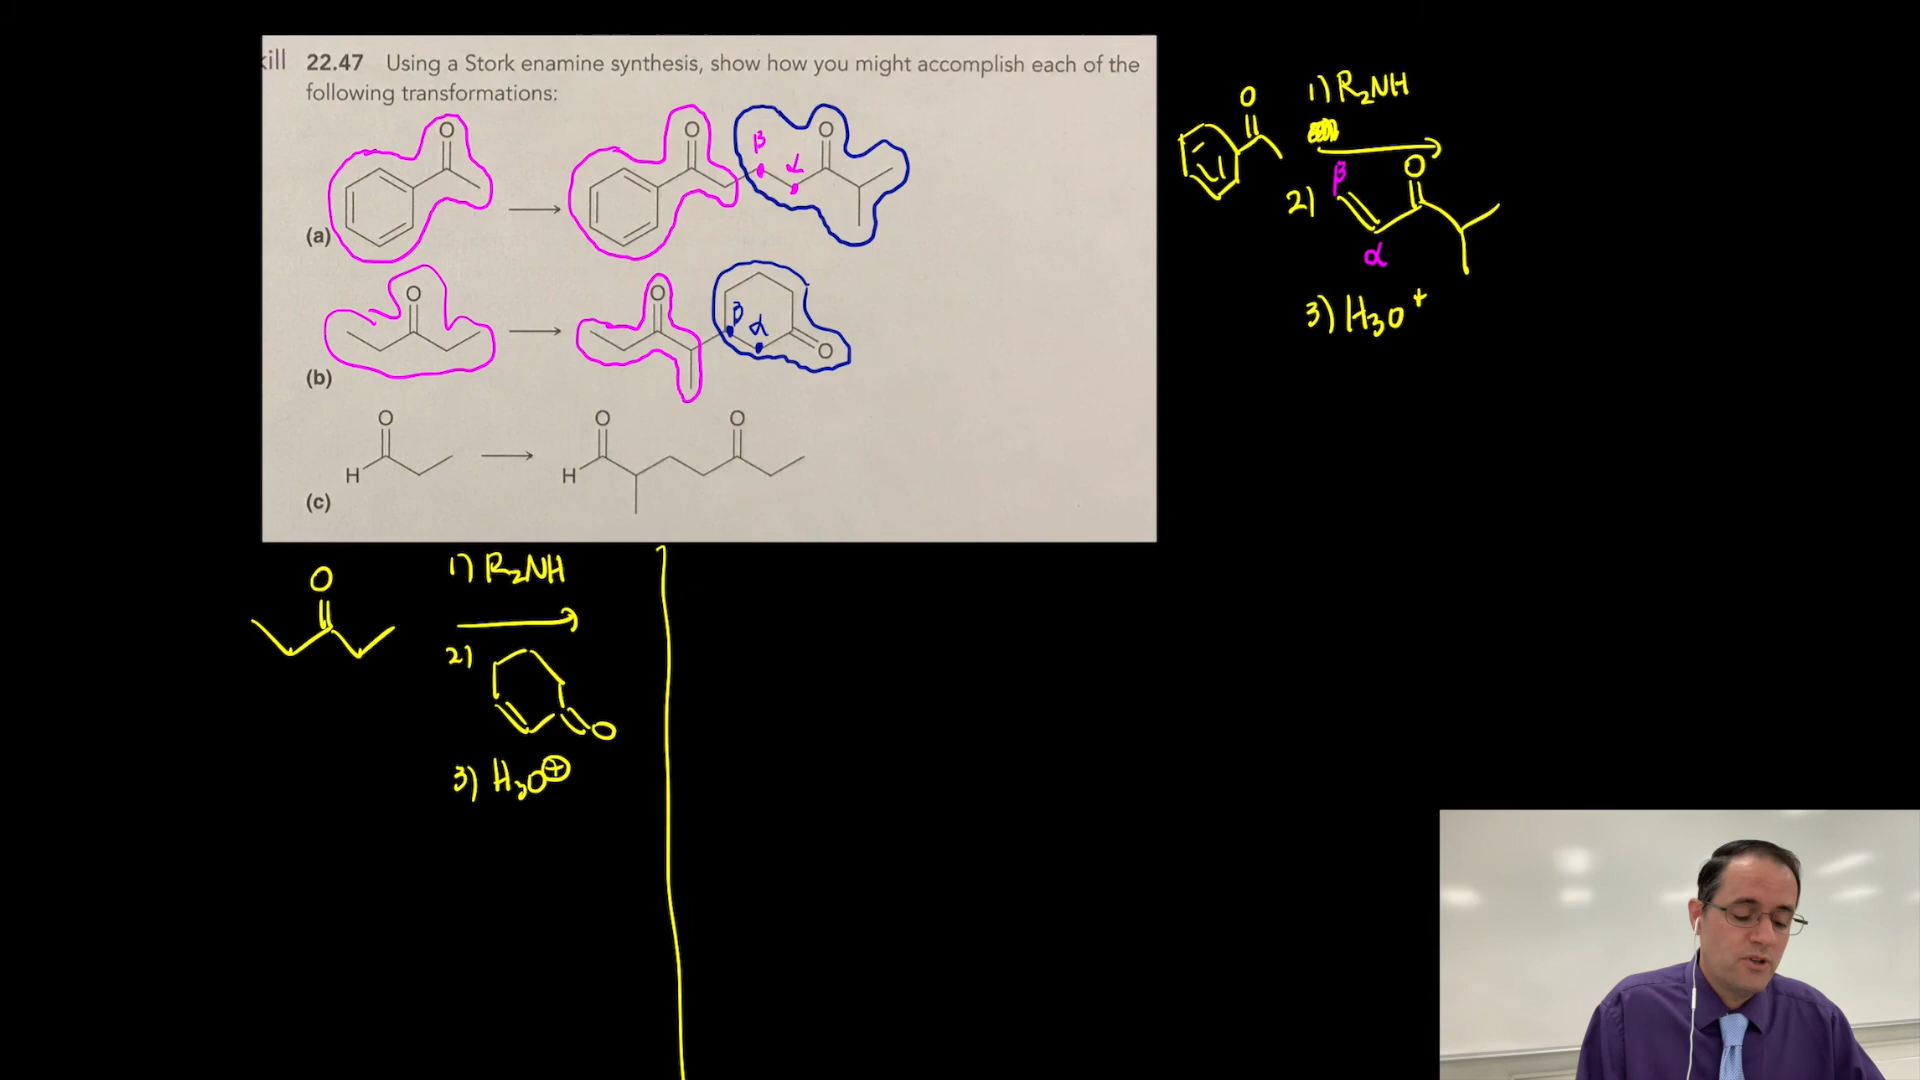 kill 22.47 Using a Stork enamine synthesis, show how you might accomplish each of the
following transformations:
O O O
β α
(a)
O O
β α
O
(b)
O O O
H H
(c)
O 1) R₂NH
β O
2)
α
3) H₃O⁺
O 1) R₂NH
2)
O
3) H₃O⊕